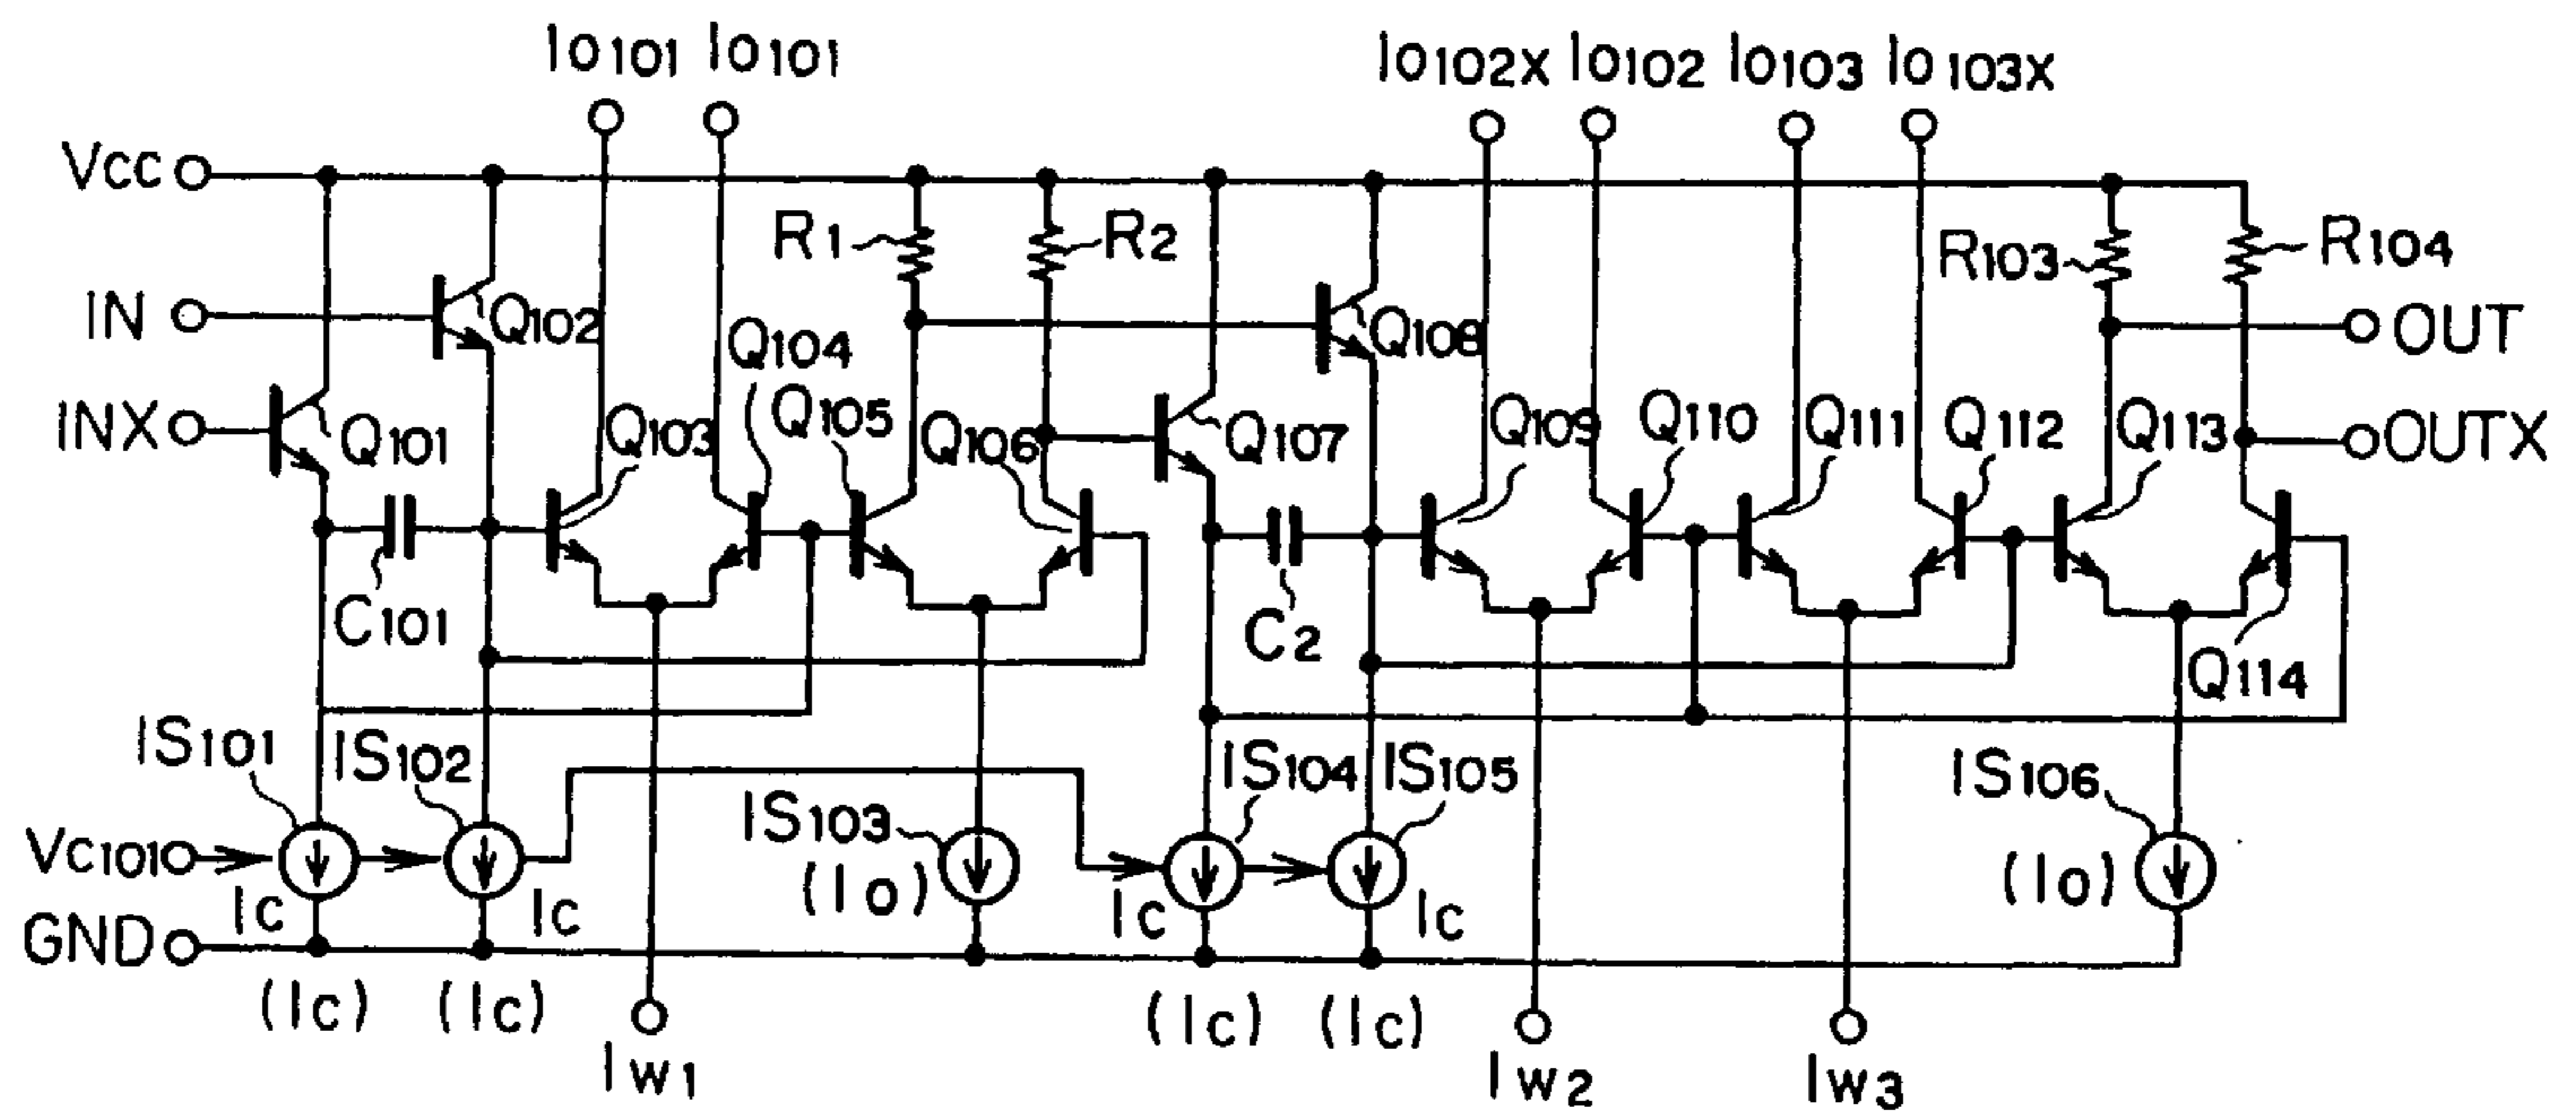 Io101 Io101 Io102X Io102 Io103 Io103X
Vcc
R1 R2 R103 R104
IN Q102 Q108 OUT
Q104
INX Q101 Q103 Q105 Q106 Q107 Q109 Q110 Q111 Q112 Q113 OUTX
C101 C2 Q114
IS101 IS102 IS103 IS104 IS105 IS106
Vc101 (Io) (Io)
Ic Ic Ic Ic
GND
(Ic) (Ic) (Ic) (Ic)
Iw1 Iw2 Iw3